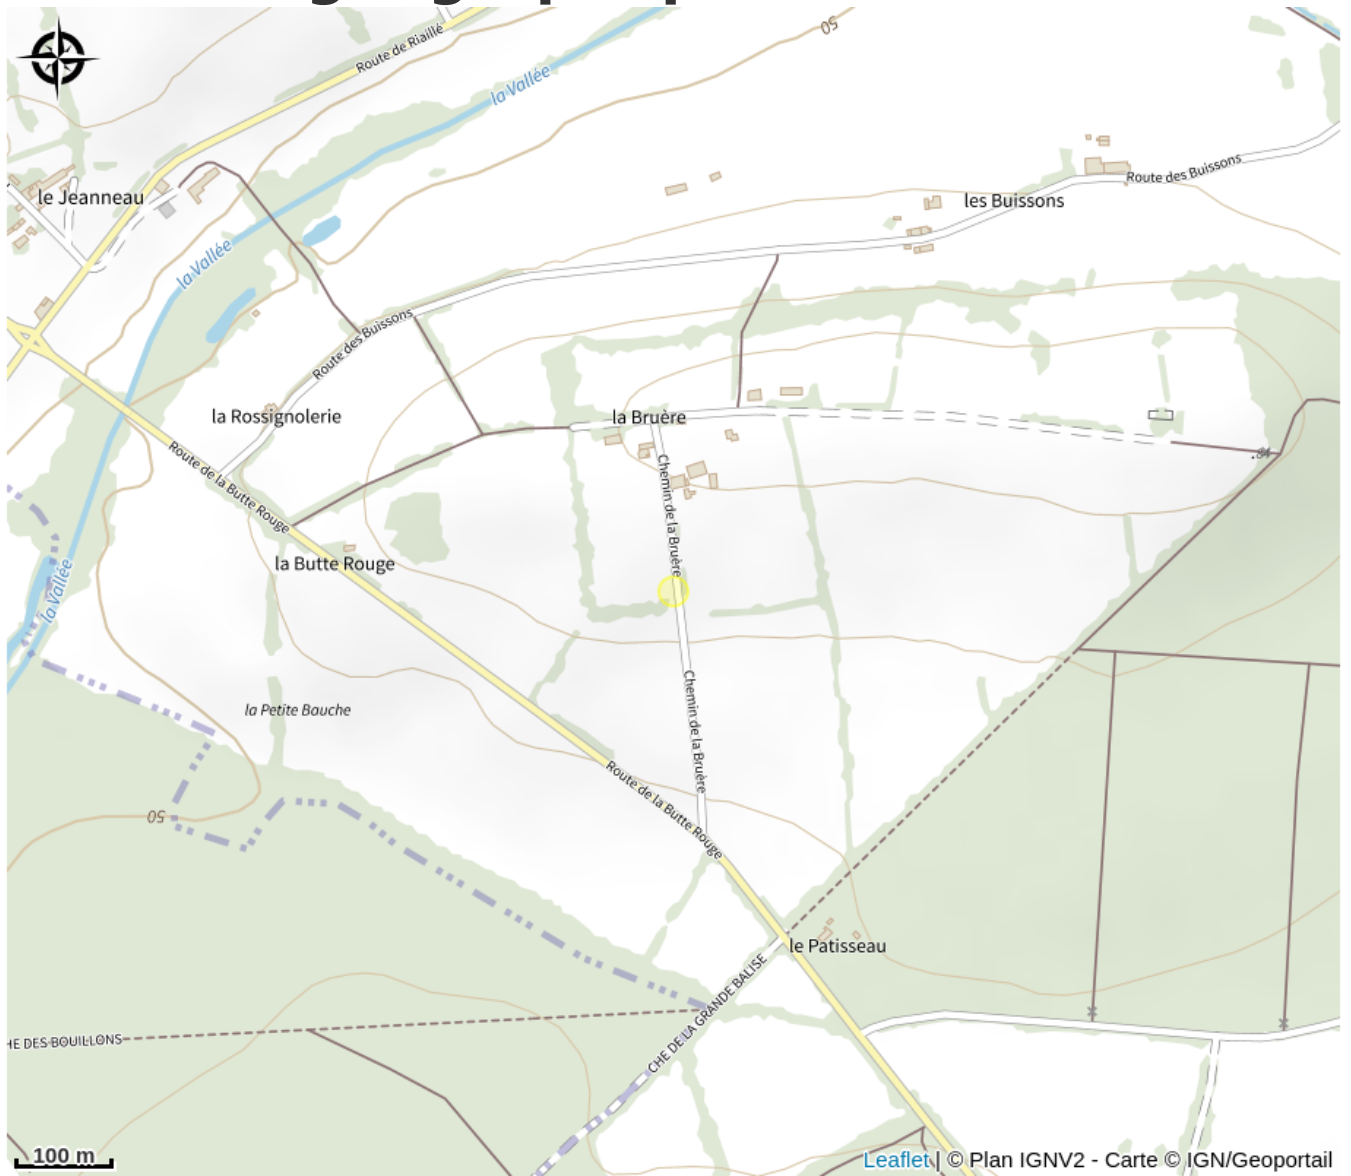 50
Route de Riaillé
la Vallée
le Jeanneau
Route des Buissons
les Buissons
la Vallée
Route des Buissons
la Rossignolerie
la Bruère
Route de la Butte Rouge
84
Chemin de la Bruère
la Butte Rouge
la Vallée
Chemin de la Bruère
la Petite Bauche
Route de la Butte Rouge
50
le Patisseau
CHE DE LA GRANDE BALISE
HE DES BOUILLONS
100 m
Leaflet | © Plan IGNV2 - Carte © IGN/Geoportail